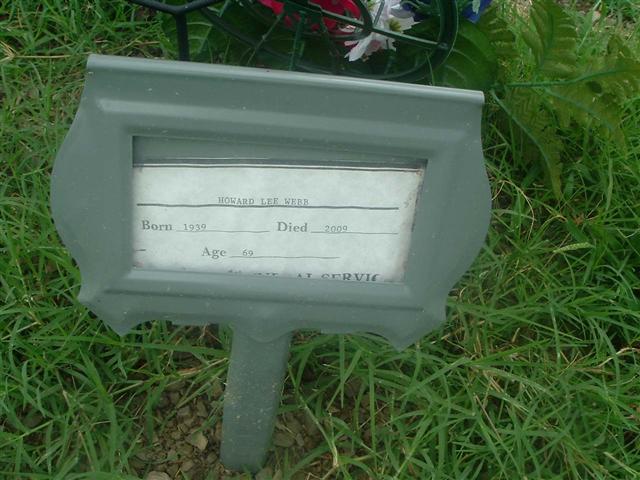 HOWARD LEE WEBB
Born 1939 Died 2009
Age 69